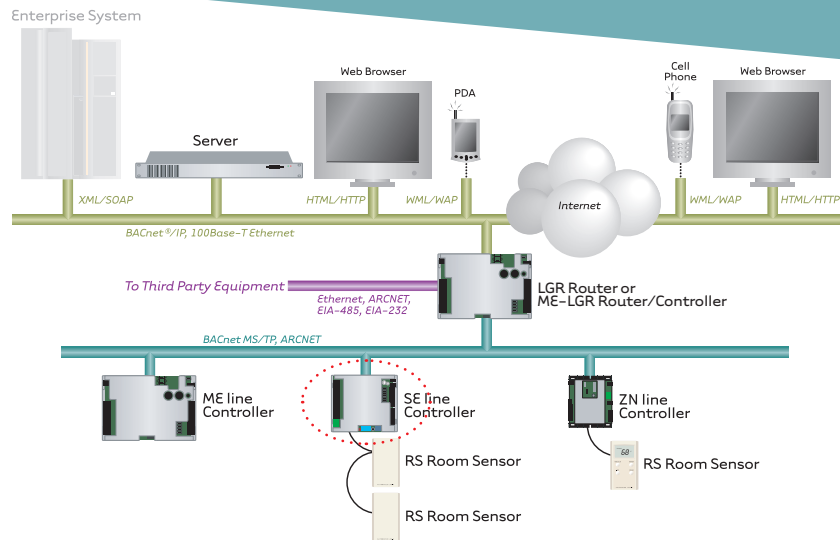 Enterprise System
Server
Web Browser
PDA
Cell
Phone
Web Browser
XML/SOAP
HTML/HTTP
WML/WAP
Internet
WML/WAP
HTML/HTTP
BACnet®/IP, 100Base-T Ethernet
To Third Party Equipment
Ethernet, ARCNET,
EIA-485, EIA-232
LGR Router or
ME-LGR Router/Controller
BACnet MS/TP, ARCNET
ME line
Controller
SE line
Controller
ZN line
Controller
RS Room Sensor
68
RS Room Sensor
RS Room Sensor